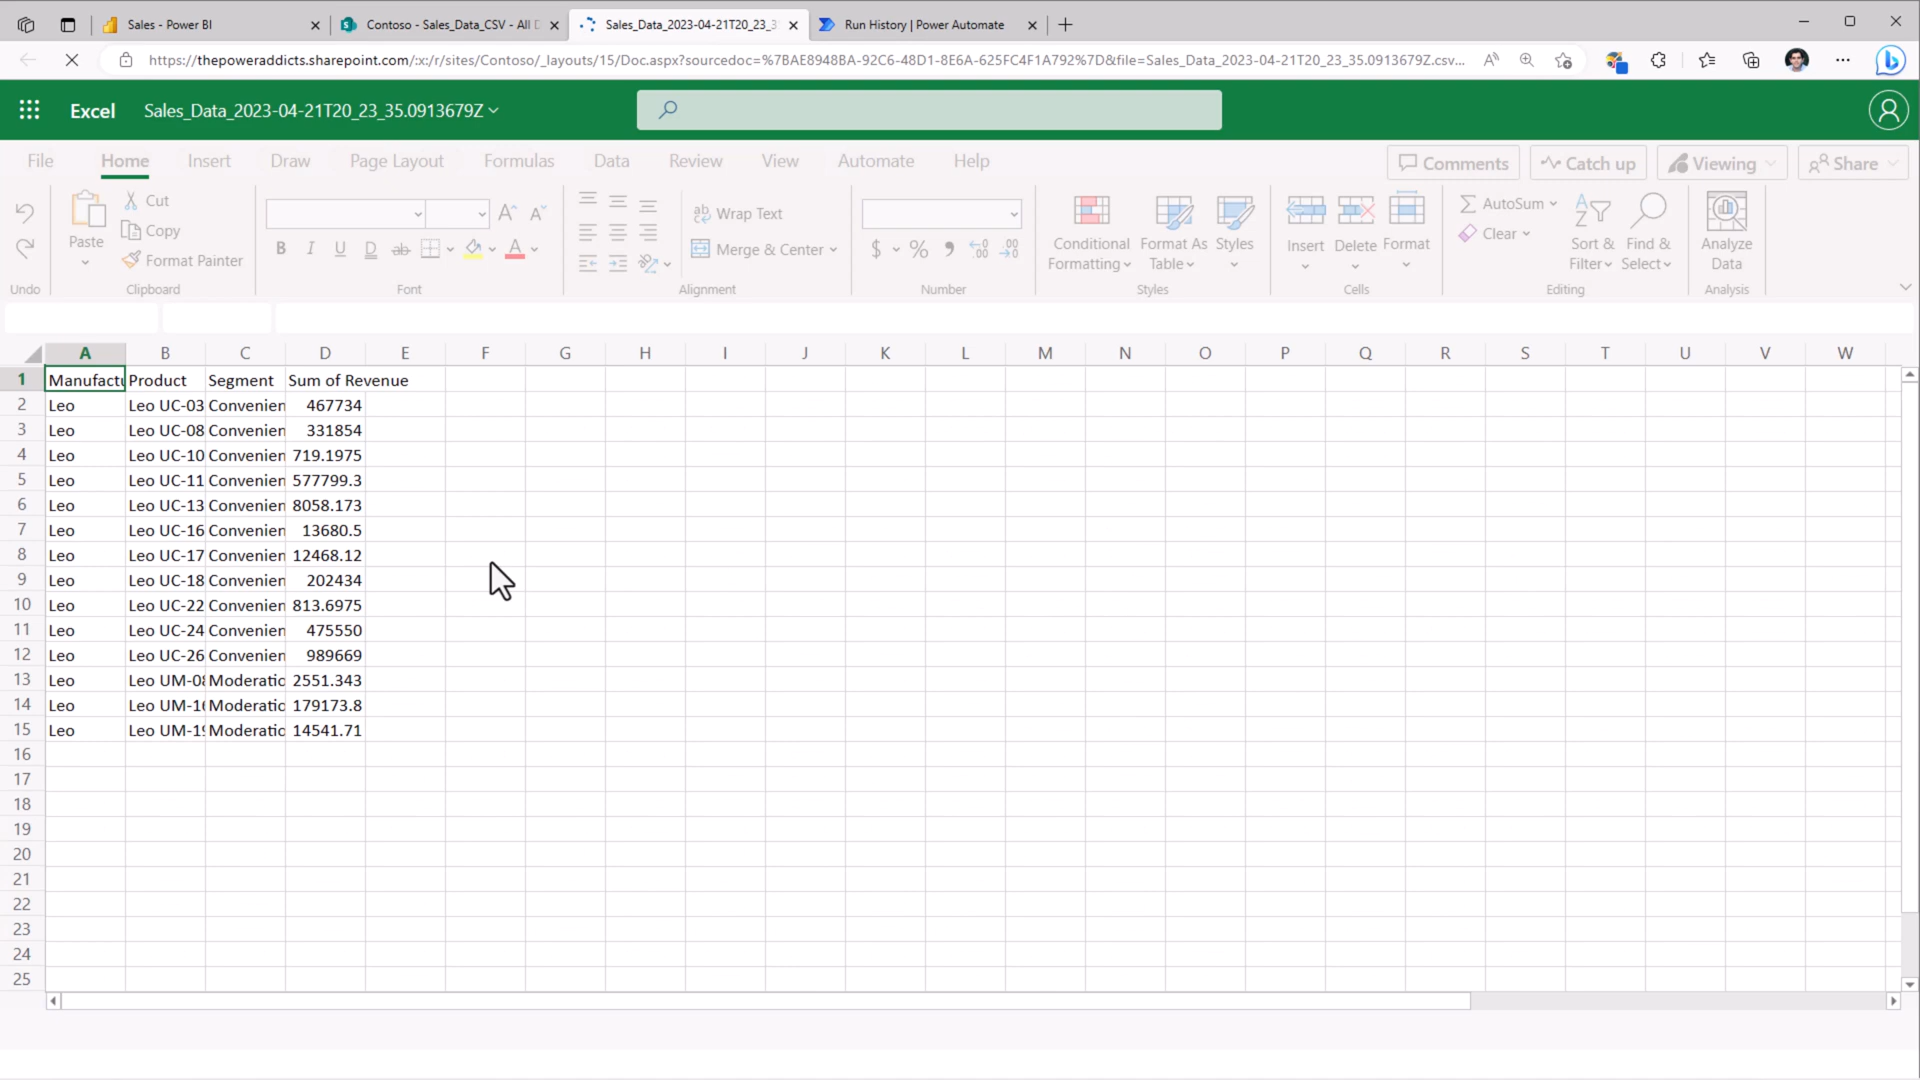 Sales - Power BI
Contoso - Sales_Data_CSV - All D
Sales_Data_2023-04-21T20_23_3
Run History | Power Automate
https://thepoweraddicts.sharepoint.com/:x:/r/sites/Contoso/_layouts/15/Doc.aspx?sourcedoc=%7BAE8948BA-92C6-48D1-8E6A-625FC4F1A792%7D&file=Sales_Data_2023-04-21T20_23_35.0913679Z.csv...
Excel Sales_Data_2023-04-21T20_23_35.0913679Z
File Home Insert Draw Page Layout Formulas Data Review View Automate Help Comments Catch up Viewing Share
Paste
Cut
Copy
Format Painter
B I U D ab
A
Wrap Text
Merge & Center
$ % 9 .00
Conditional Formatting
Format As Table
Styles
Insert
Delete
Format
AutoSum
Clear
Sort & Filter
Find & Select
Analyze Data
Undo Clipboard Font Alignment Number Styles Cells Editing Analysis
A B C D E F G H I J K L M N O P Q R S T U V W
1 Manufactu Product Segment Sum of Revenue
2 Leo Leo UC-03 Convenien 467734
3 Leo Leo UC-08 Convenien 331854
4 Leo Leo UC-10 Convenien 719.1975
5 Leo Leo UC-11 Convenien 577799.3
6 Leo Leo UC-13 Convenien 8058.173
7 Leo Leo UC-16 Convenien 13680.5
8 Leo Leo UC-17 Convenien 12468.12
9 Leo Leo UC-18 Convenien 202434
10 Leo Leo UC-22 Convenien 813.6975
11 Leo Leo UC-24 Convenien 475550
12 Leo Leo UC-26 Convenien 989669
13 Leo Leo UM-08 Moderatio 2551.343
14 Leo Leo UM-16 Moderatio 179173.8
15 Leo Leo UM-19 Moderatio 14541.71
16
17
18
19
20
21
22
23
24
25